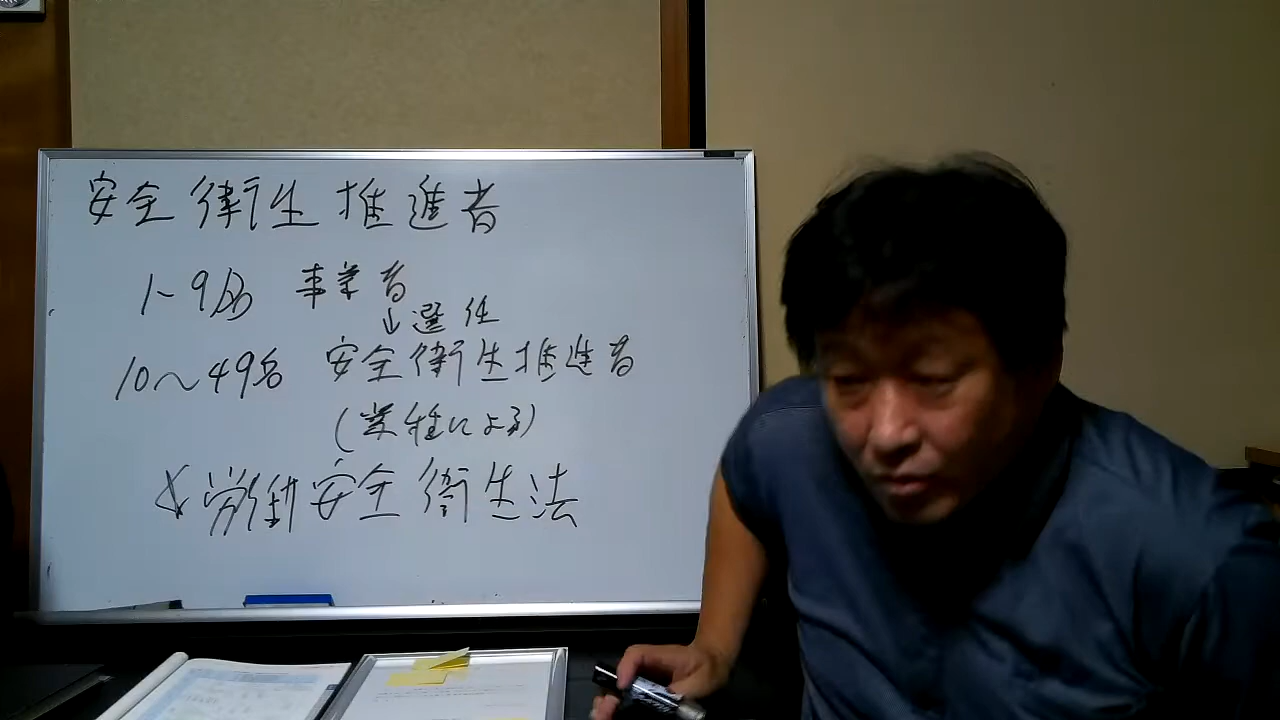 安全衛生推進者
1~9名 事業者
↓選任
10～49名 安全衛生推進者
(業種による)
労働安全衛生法